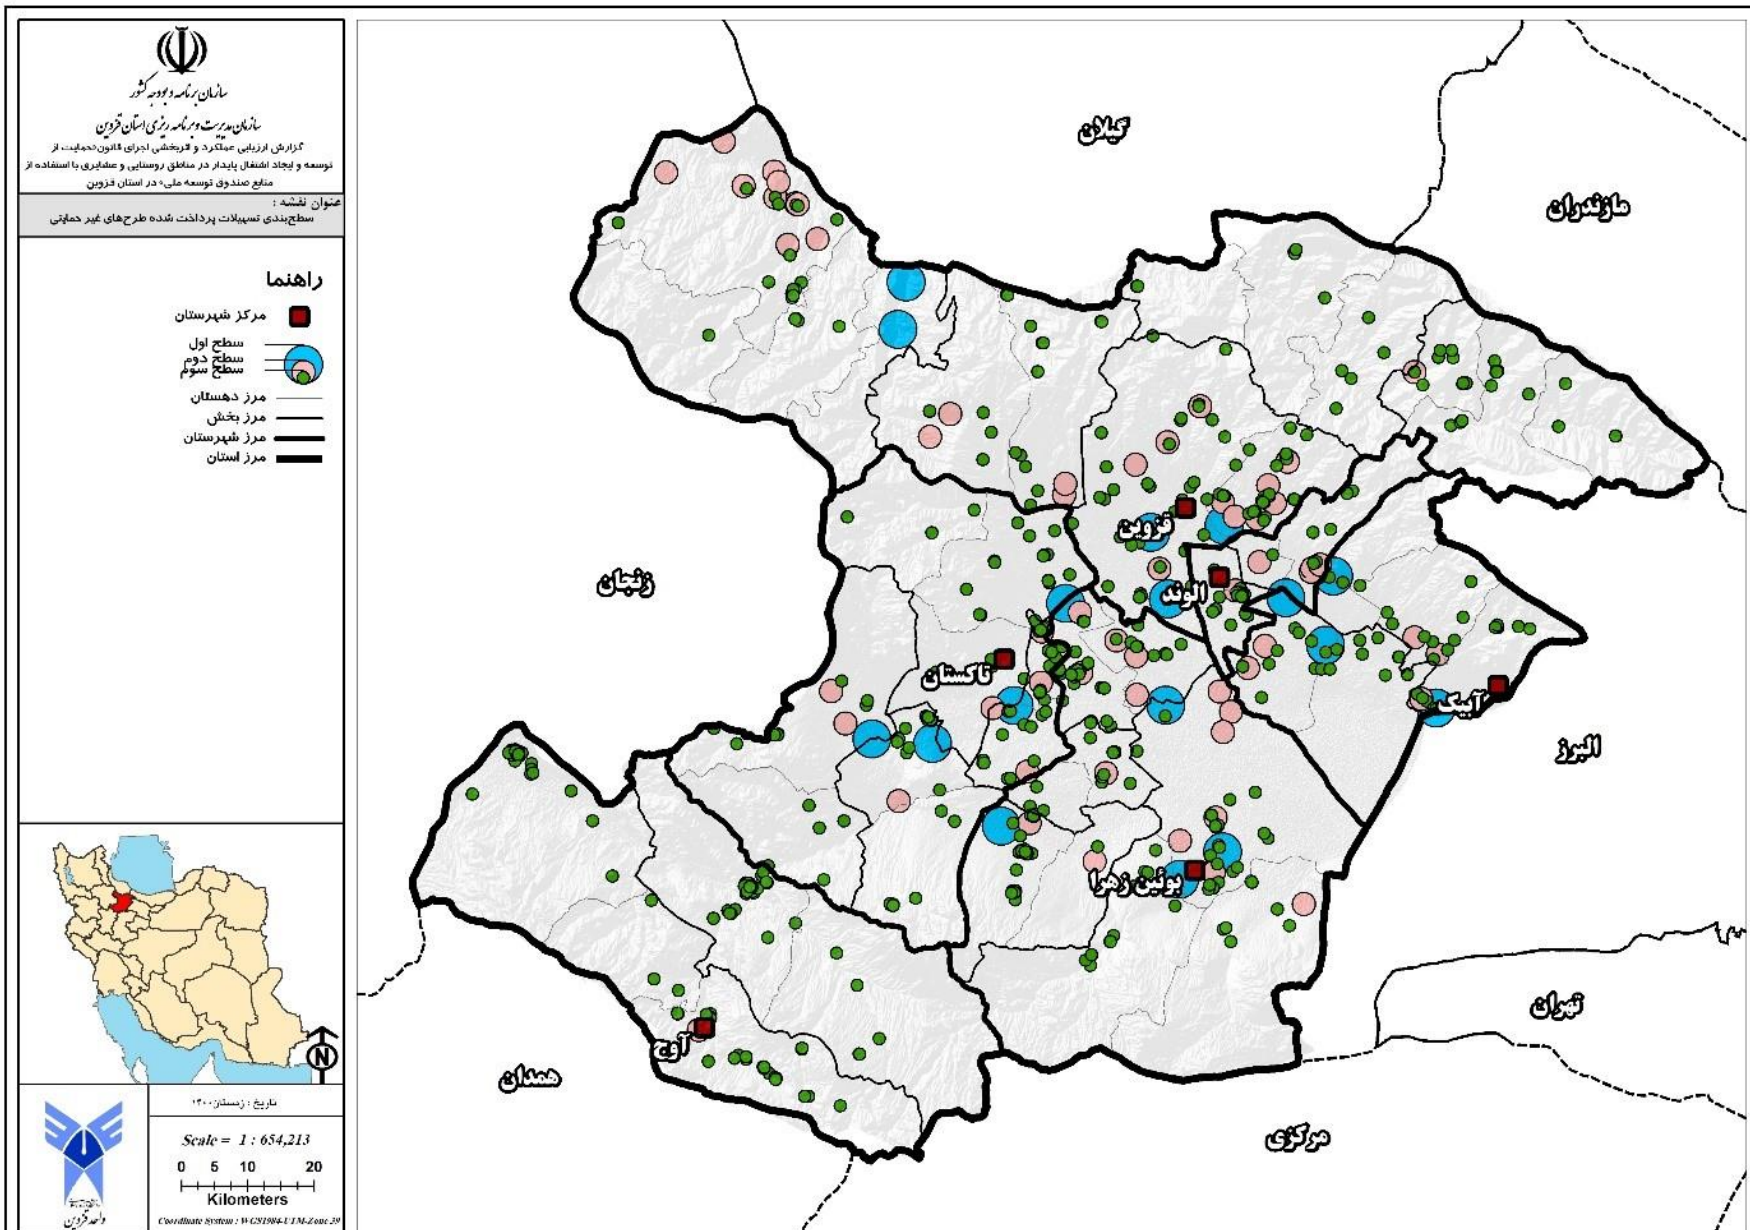 سازمان برنامه و بودجه کشور
سازمان مدیریت و برنامه ریزی استان قزوین
گزارش ارزیابی عملکرد و اثربخشی اجرای قانون «حمایت از
توسعه و ایجاد اشتغال پایدار در مناطق روستایی و عشایری با استفاده از
منابع صندوق توسعه ملی» در استان قزوین
عنوان نقشه :
سطح‌بندی تسهیلات پرداخت شده طرح‌های غیر حمایتی
راهنما
مرکز شهرستان
سطح اول
سطح دوم
سطح سوم
مرز دهستان
مرز بخش
مرز شهرستان
مرز استان
گیلان
مازندران
زنجان
قزوین
الوند
تاکستان
آبیک
البرز
بوئین زهرا
تهران
آوج
همدان
مرکزی
N
تاریخ : زمستان ۱۴۰۰
Scale = 1 : 654,213
0 5 10 20
Kilometers
Coordinate System : WGS1984-UTM-Zone 39
واحد قزوین